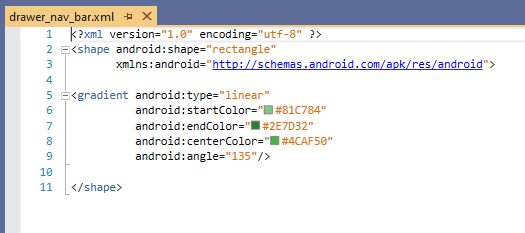 drawer_nav_bar.xml
1 <?xml version="1.0" encoding="utf-8" ?>
2 <shape android:shape="rectangle"
3 xmlns:android="http://schemas.android.com/apk/res/android">
4
5 <gradient android:type="linear"
6 android:startColor="#81C784"
7 android:endColor="#2E7D32"
8 android:centerColor="#4CAF50"
9 android:angle="135"/>
10
11 </shape>